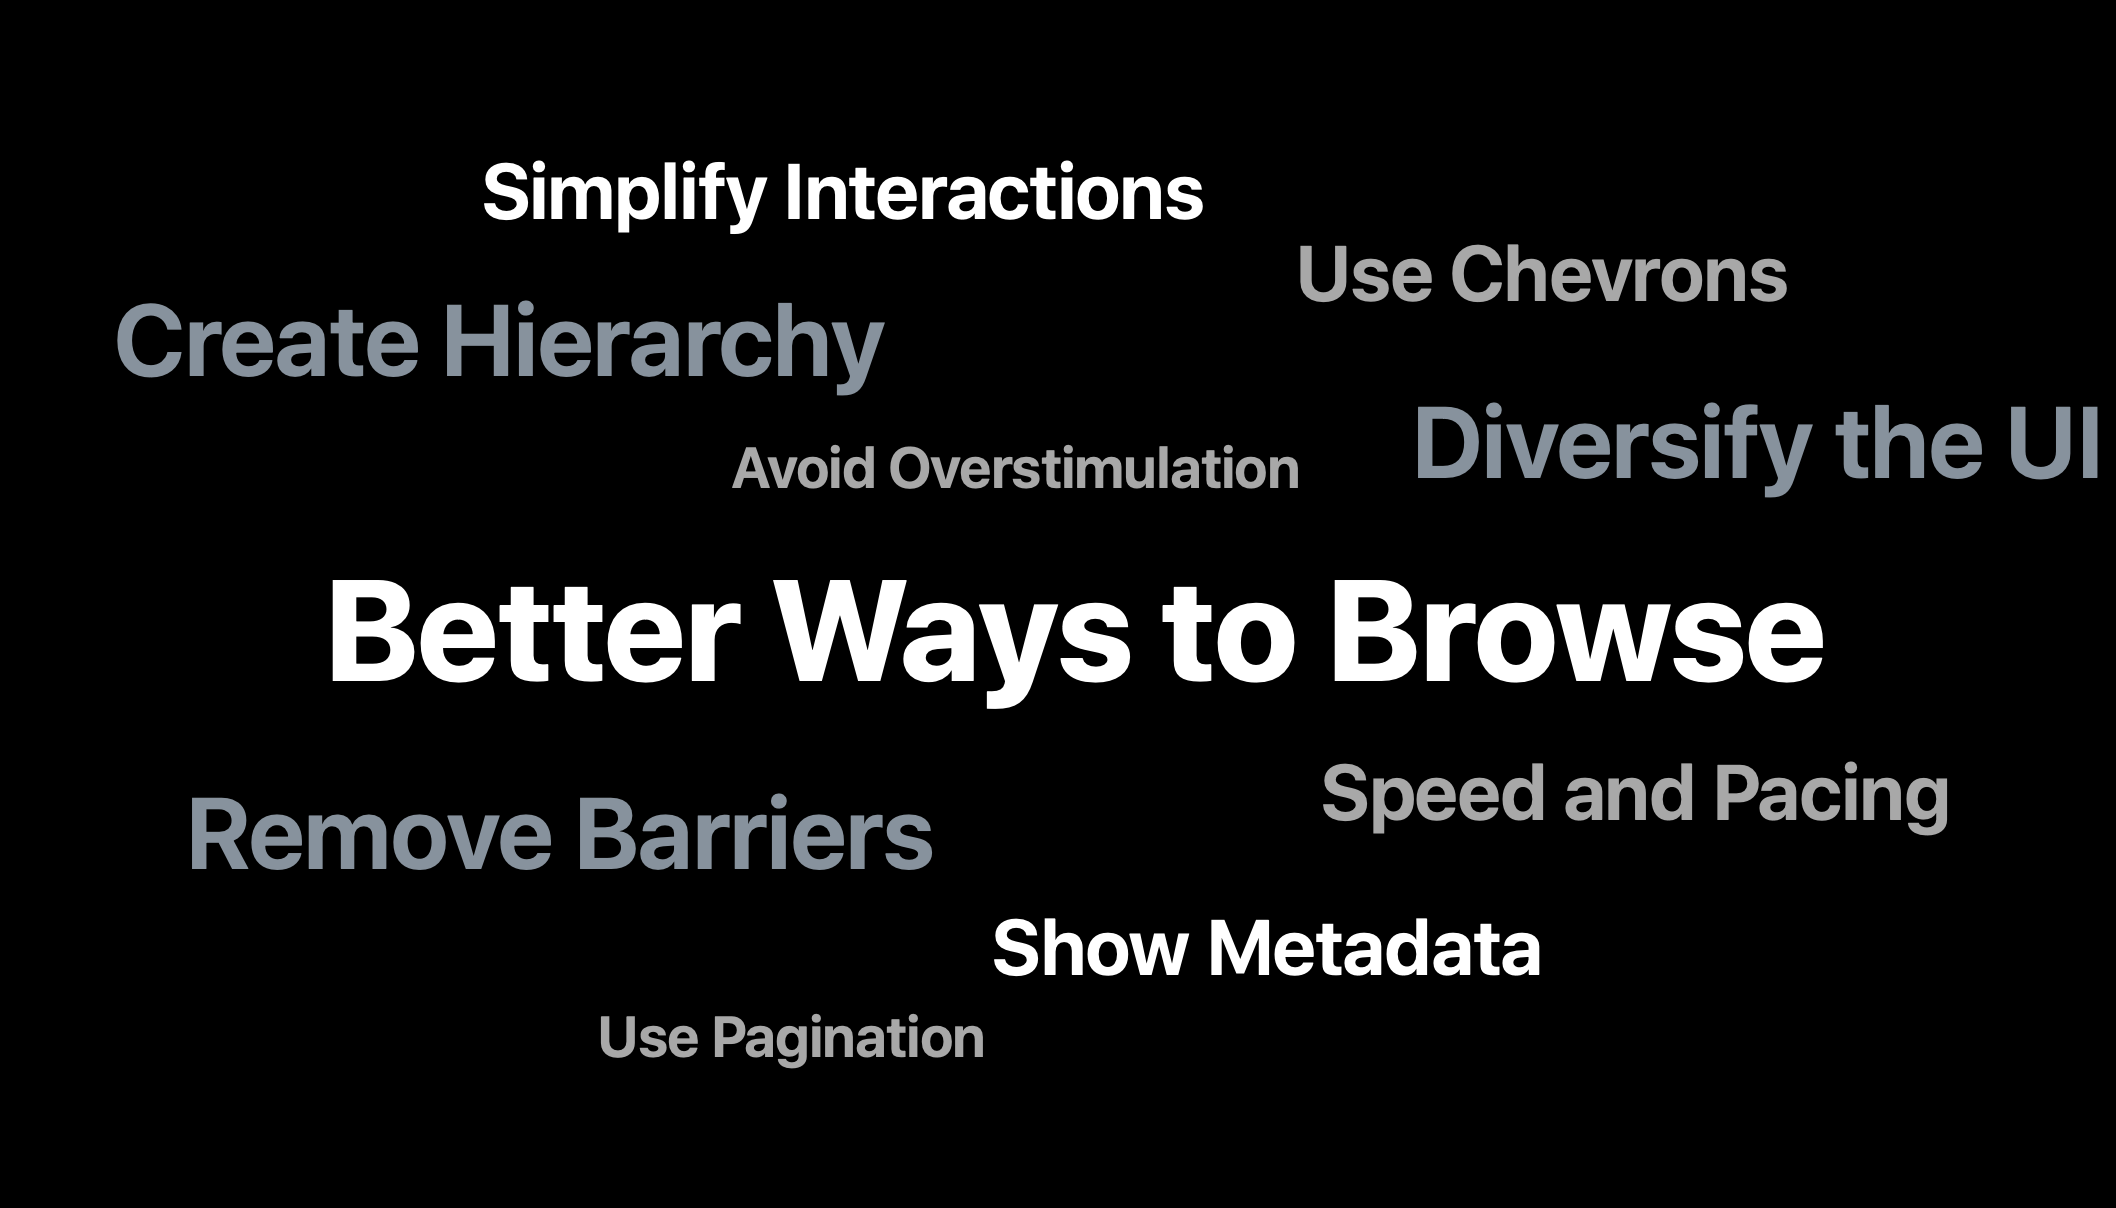 Simplify Interactions
Use Chevrons
Create Hierarchy
Diversify the UI
Avoid Overstimulation
Better Ways to Browse
Speed and Pacing
Remove Barriers
Show Metadata
Use Pagination